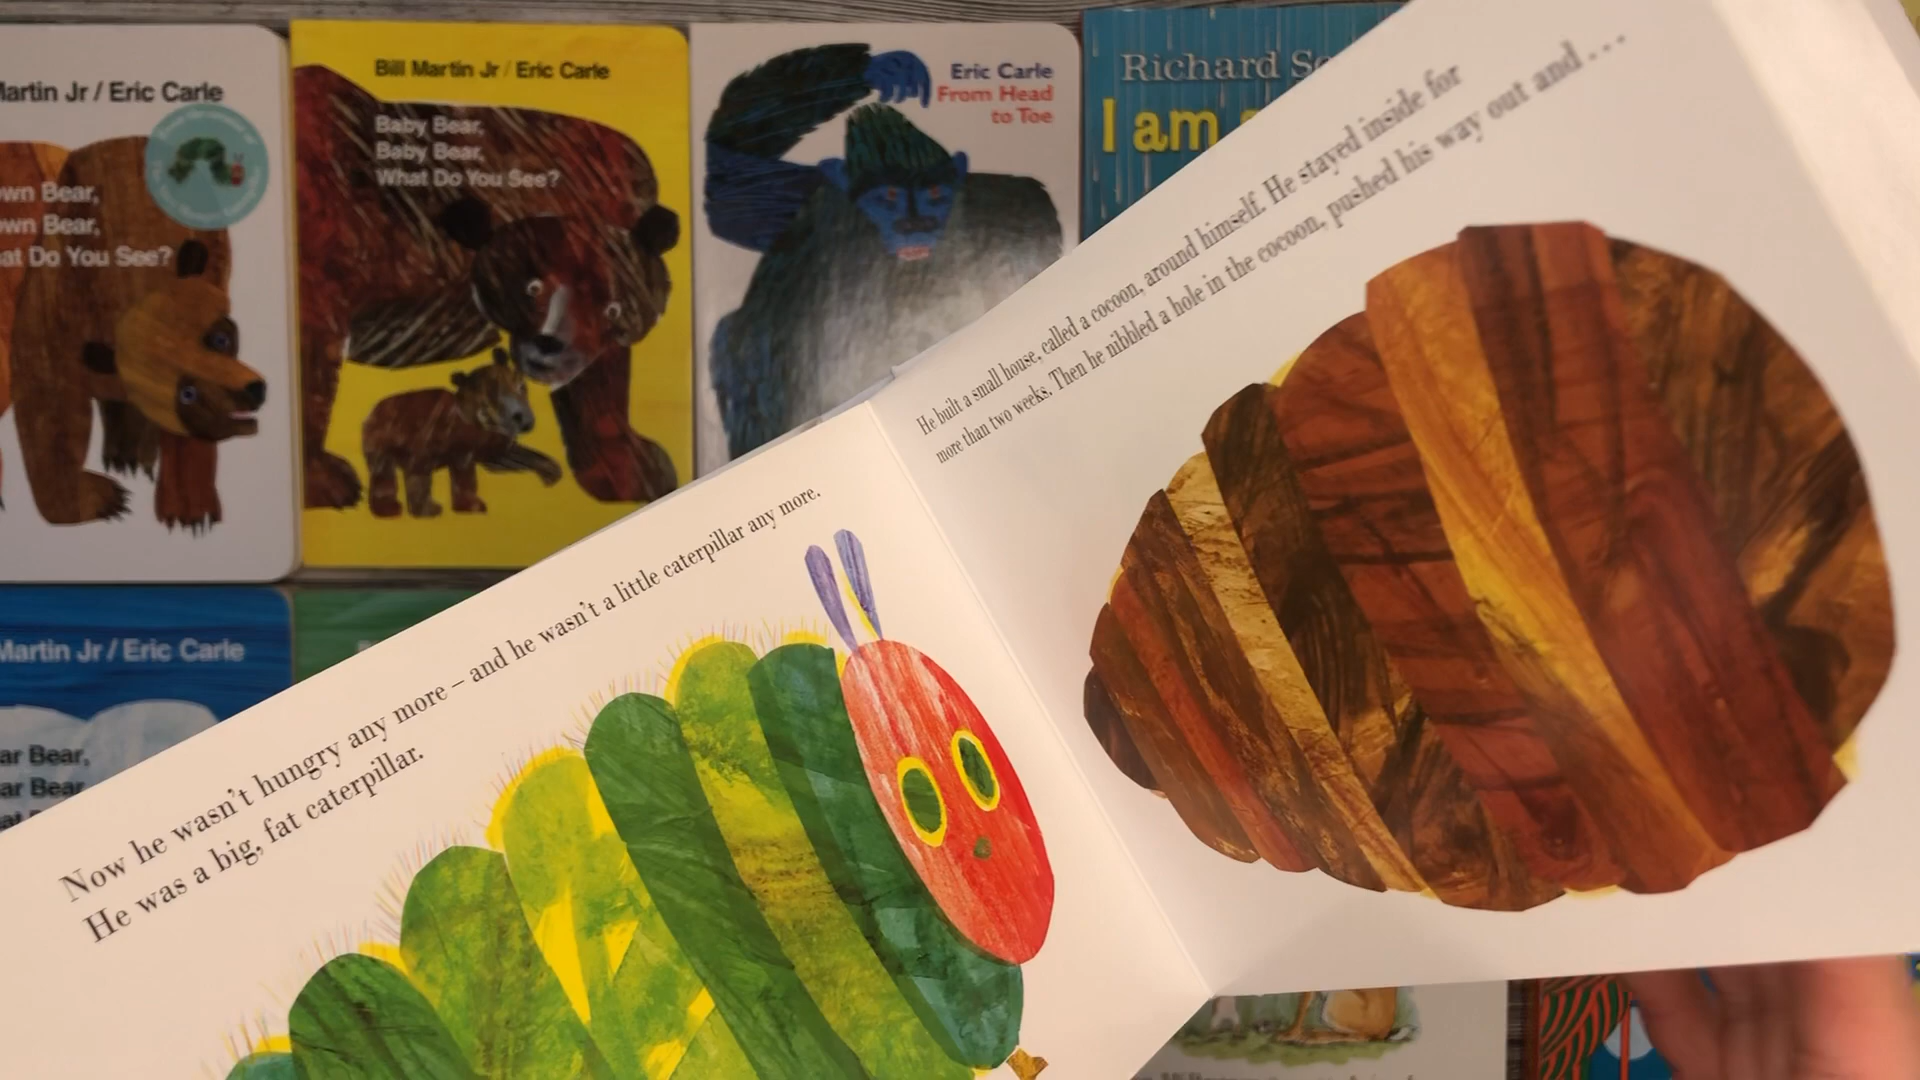 Martin Jr / Eric Carle
wn Bear,
own Bear,
at Do You See?
Bill Martin Jr / Eric Carle
Baby Bear,
Baby Bear,
What Do You See?
Eric Carle
From Head
to Toe
Richard Sc
I am
Martin Jr / Eric Carle
ar Bear,
ar Bear
Now he wasn't hungry any more – and he wasn't a little caterpillar any more.
He was a big, fat caterpillar.
He built a small house, called a cocoon, around himself. He stayed inside for
more than two weeks. Then he nibbled a hole in the cocoon, pushed his way out and . . .